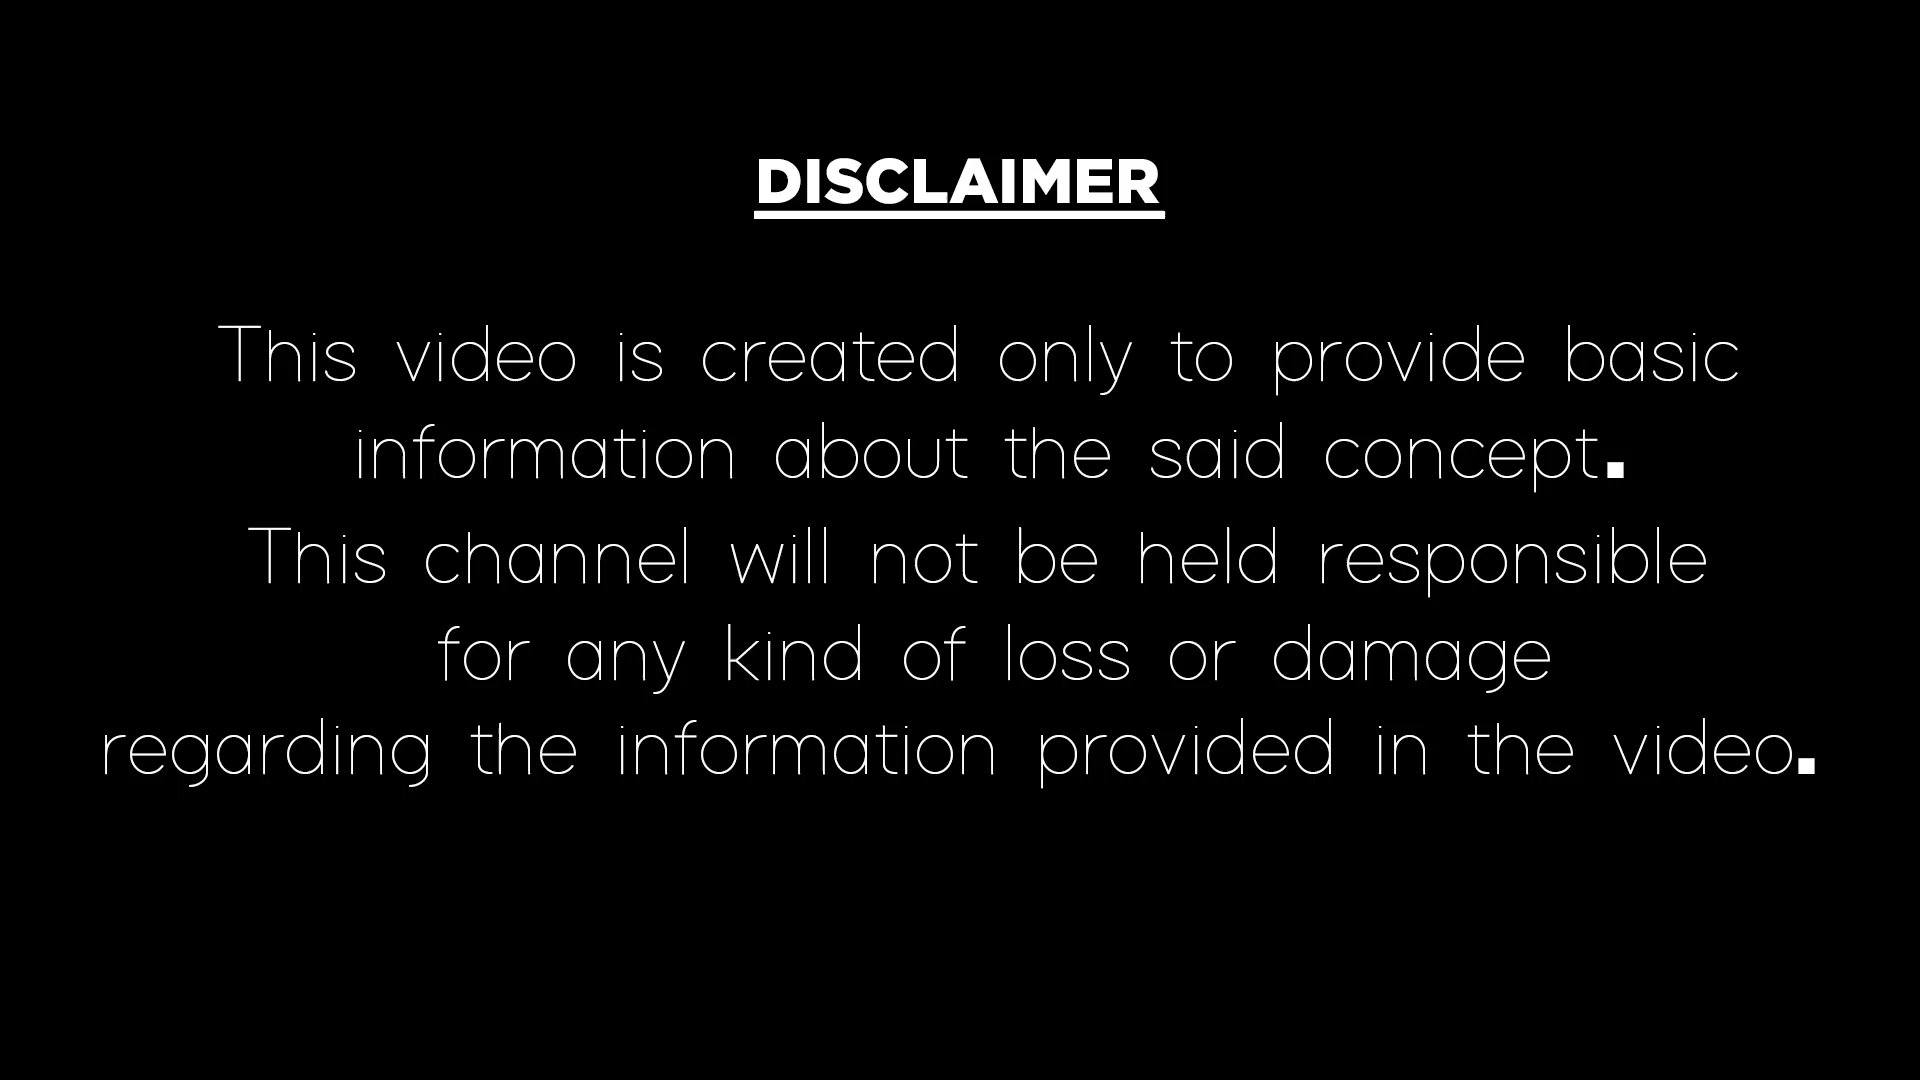 DISCLAIMER
This video is created only to provide basic
information about the said concept.
This channel will not be held responsible
for any kind of loss or damage
regarding the information provided in the video.